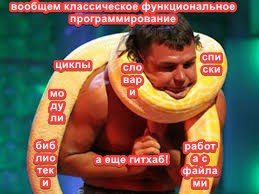 вообщем классическое функциональное
программирование
циклы
сло
вар
и
спи
ски
мо
ду
ли
биб
лио
тек
и
а еще гитхаб!
работ
а с
файла
ми